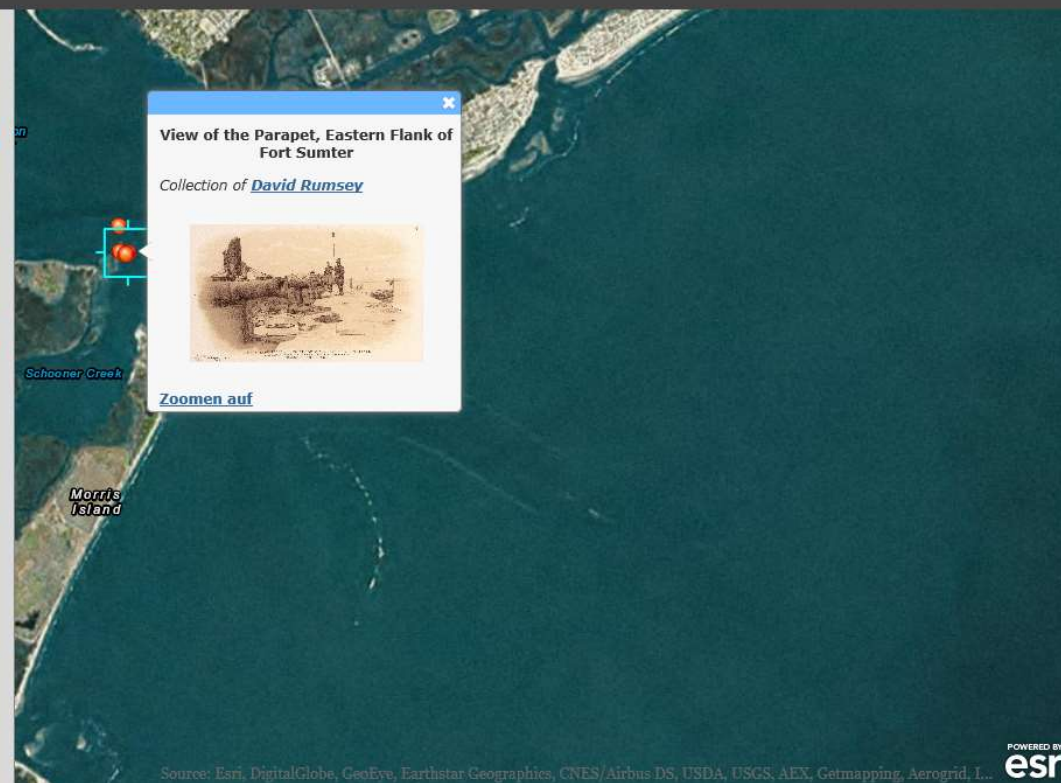 View of the Parapet, Eastern Flank of
Fort Sumter
Collection of David Rumsey
Zoomen auf
Schooner Creek
Morris
Island
POWERED BY
esri
Source: Esri, DigitalGlobe, GeoEye, Earthstar Geographics, CNES/Airbus DS, USDA, USGS, AEX, Getmapping, Aerogrid, I...